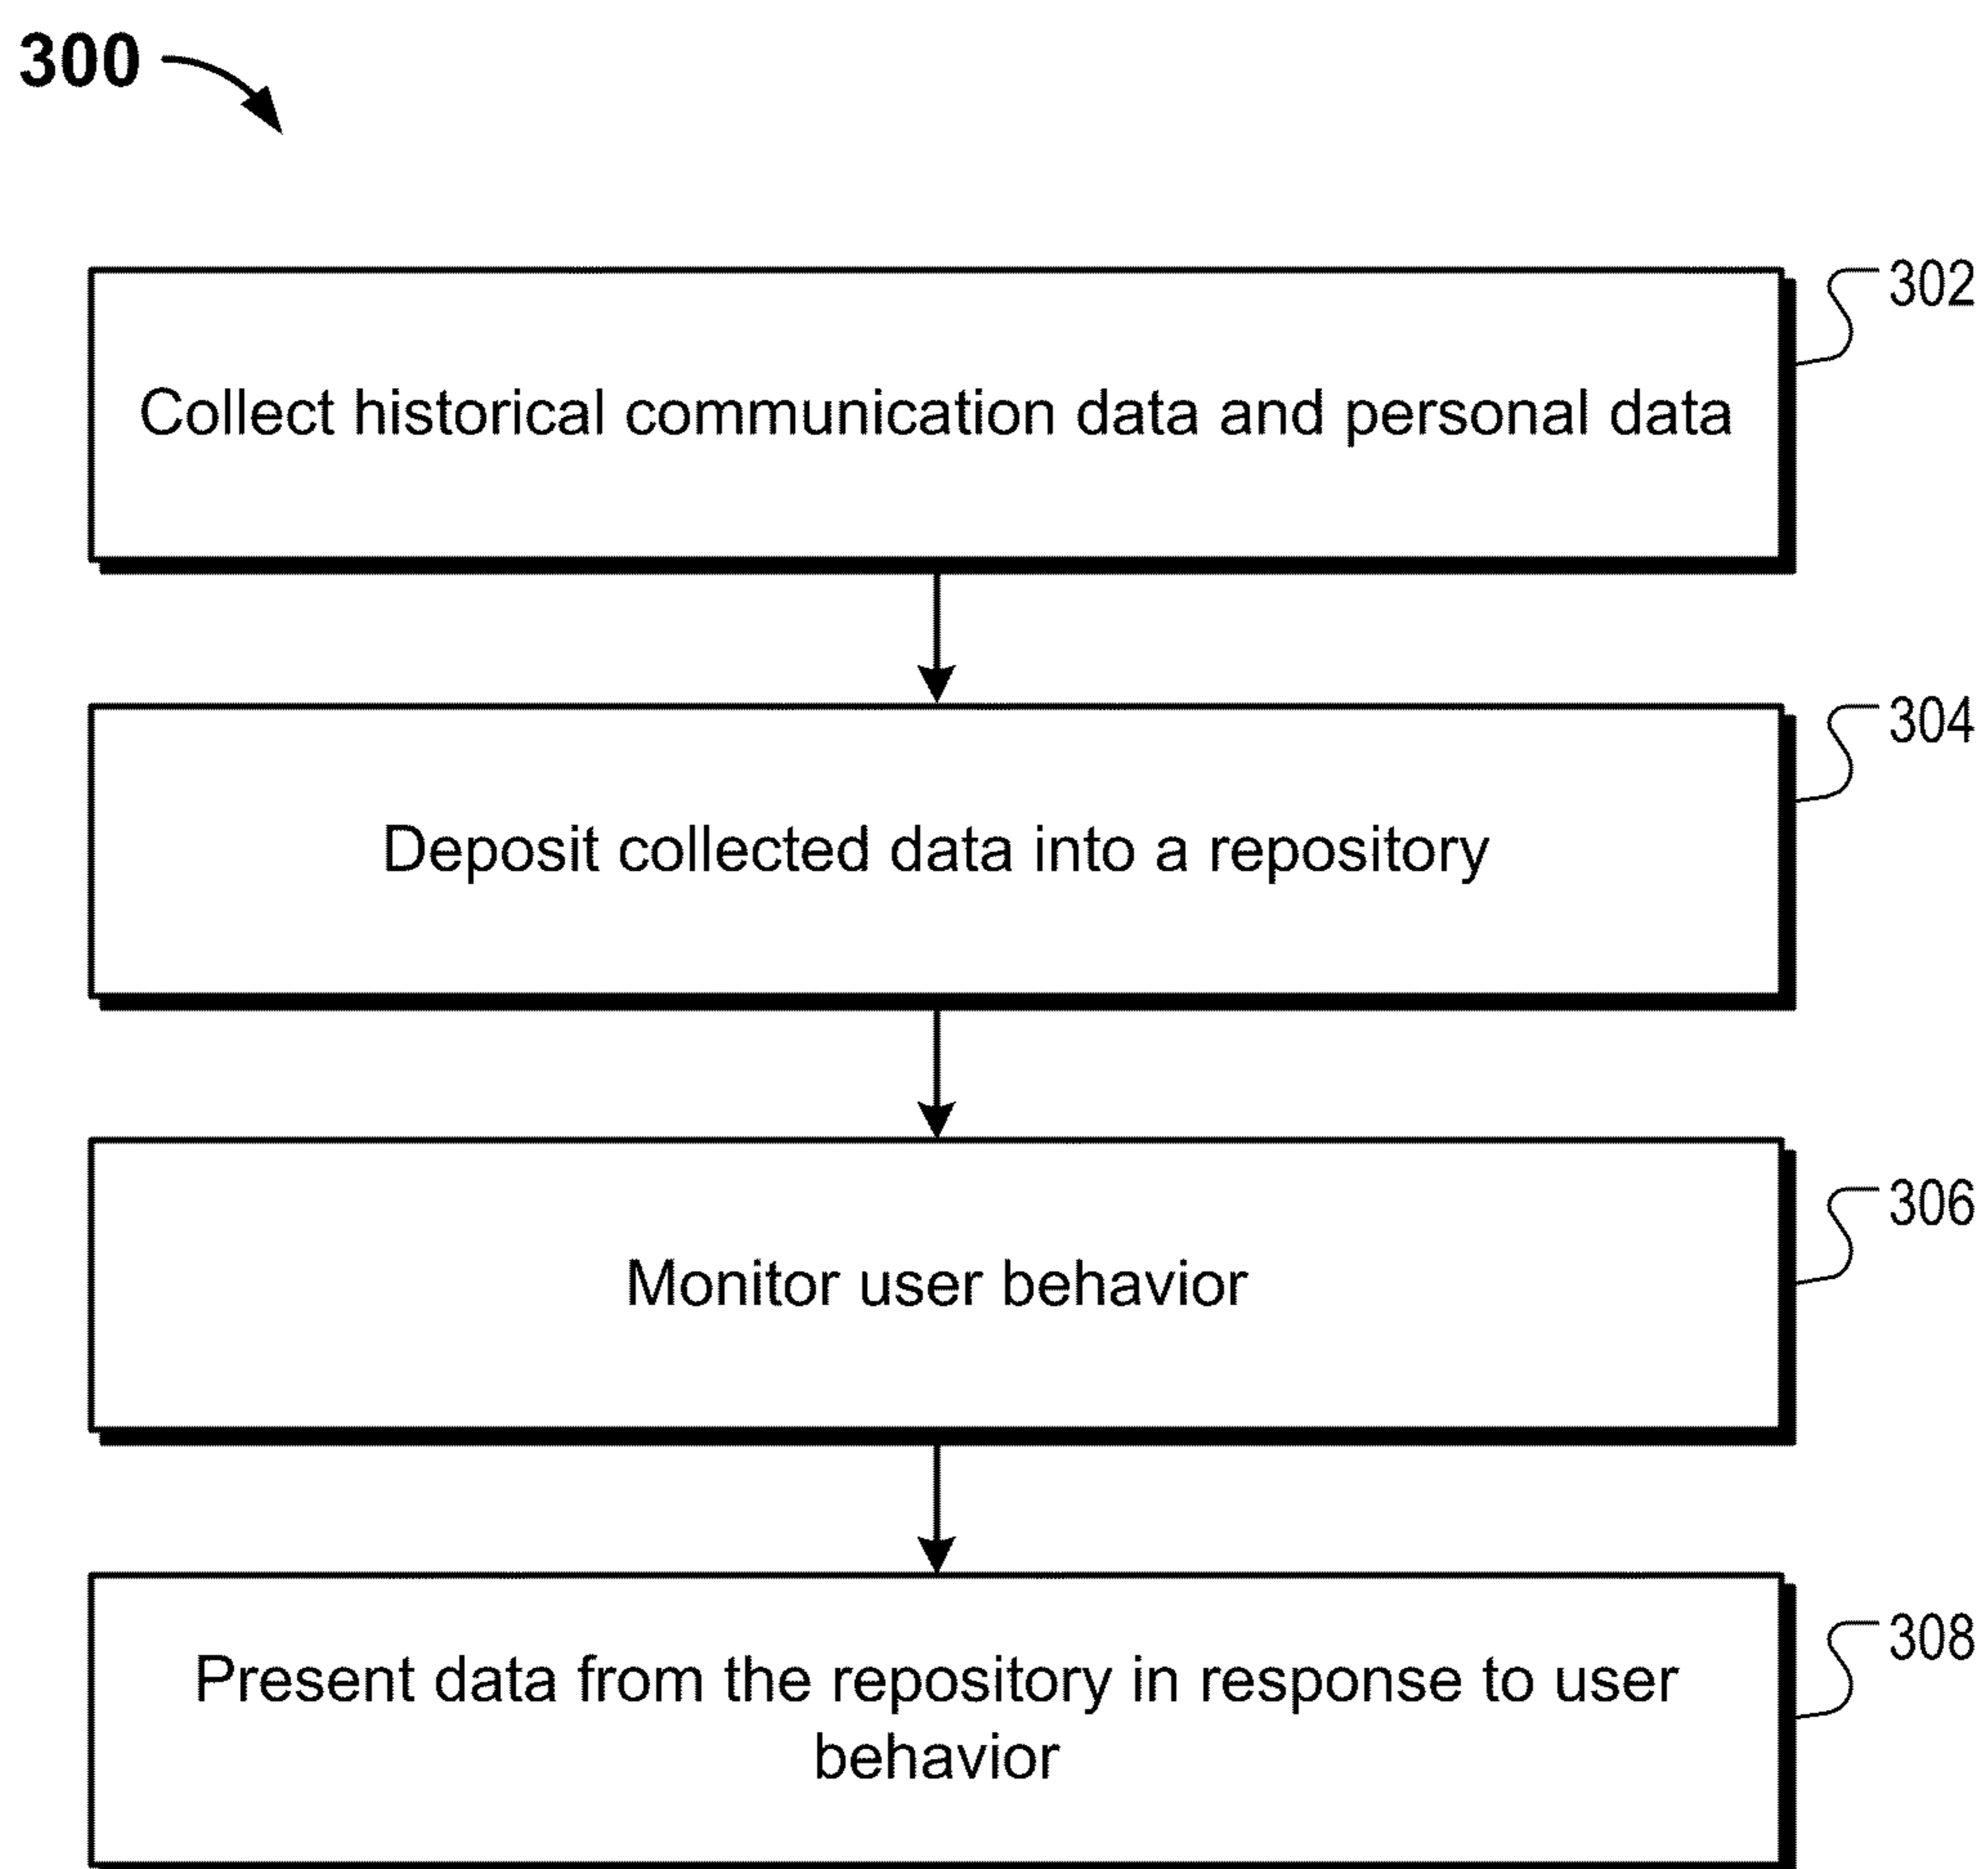 300
302
Collect historical communication data and personal data
304
Deposit collected data into a repository
306
Monitor user behavior
308
Present data from the repository in response to user
behavior